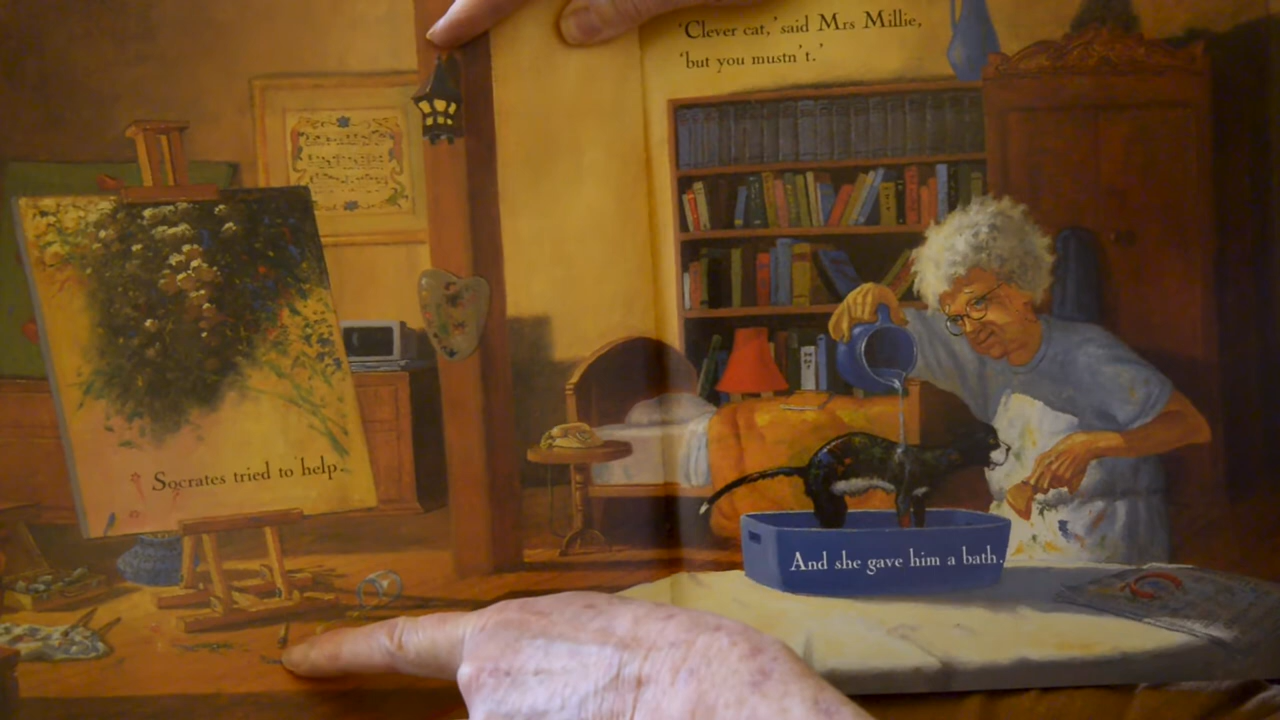 Socrates tried to help.
'Clever cat,' said Mrs Millie,
'but you mustn't.'
And she gave him a bath.